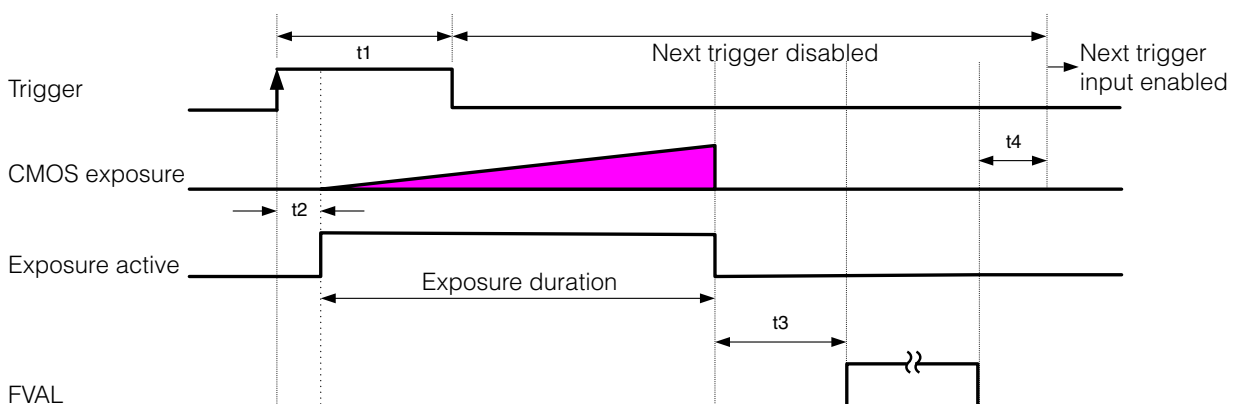 t1
Next trigger disabled
Next trigger
input enabled
Trigger
t4
CMOS exposure
t2
Exposure active
Exposure duration
t3
FVAL